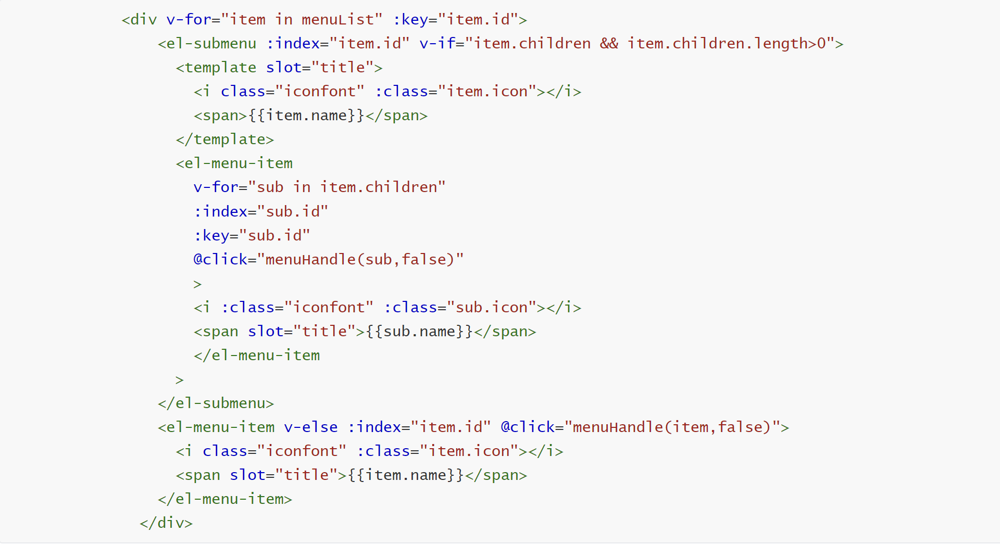 <div v-for="item in menuList" :key="item.id">
<el-submenu :index="item.id" v-if="item.children && item.children.length>0">
<template slot="title">
<i class="iconfont" :class="item.icon"></i>
<span>{{item.name}}</span>
</template>
<el-menu-item
v-for="sub in item.children"
:index="sub.id"
:key="sub.id"
@click="menuHandle(sub,false)"
>
<i :class="iconfont" :class="sub.icon"></i>
<span slot="title">{{sub.name}}</span>
</el-menu-item
>
</el-submenu>
<el-menu-item v-else :index="item.id" @click="menuHandle(item,false)">
<i class="iconfont" :class="item.icon"></i>
<span slot="title">{{item.name}}</span>
</el-menu-item>
</div>